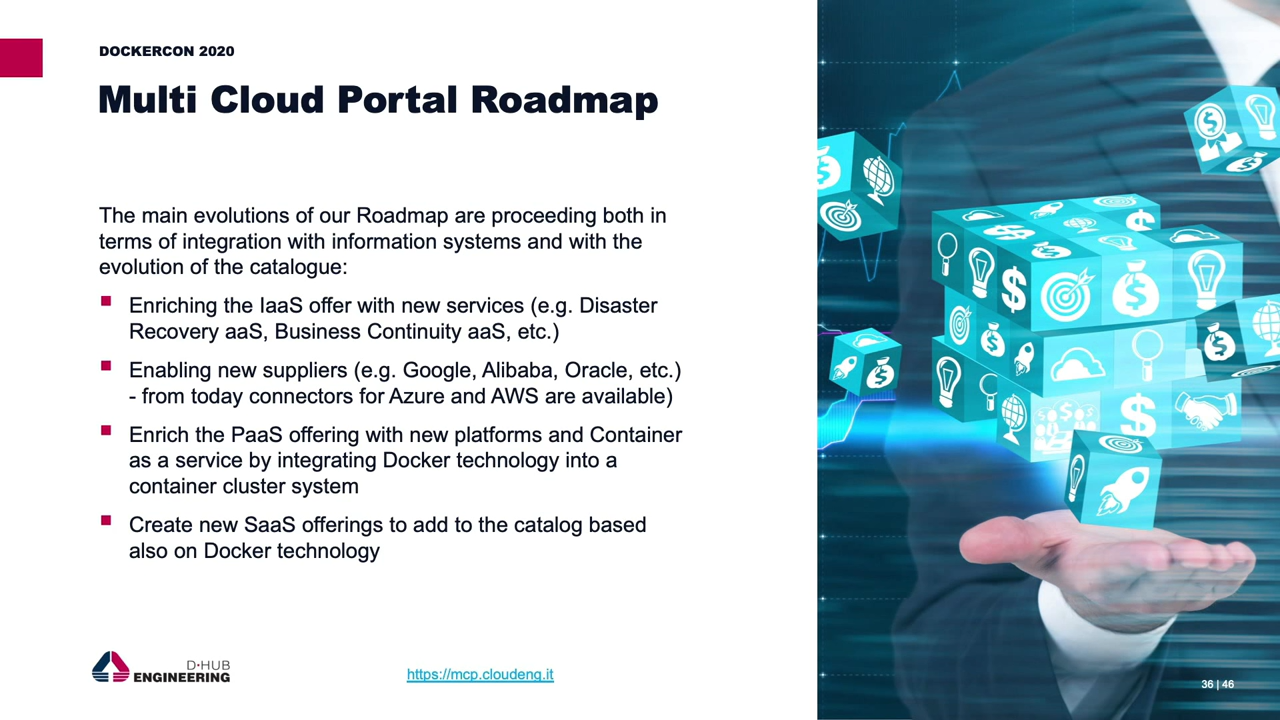 DOCKERCON 2020
Multi Cloud Portal Roadmap
The main evolutions of our Roadmap are proceeding both in
terms of integration with information systems and with the
evolution of the catalogue:
Enriching the IaaS offer with new services (e.g. Disaster
Recovery aaS, Business Continuity aaS, etc.)
Enabling new suppliers (e.g. Google, Alibaba, Oracle, etc.)
- from today connectors for Azure and AWS are available)
Enrich the PaaS offering with new platforms and Container
as a service by integrating Docker technology into a
container cluster system
Create new SaaS offerings to add to the catalog based
also on Docker technology
D·HUB
ENGINEERING
https://mcp.cloudeng.it
36 | 46